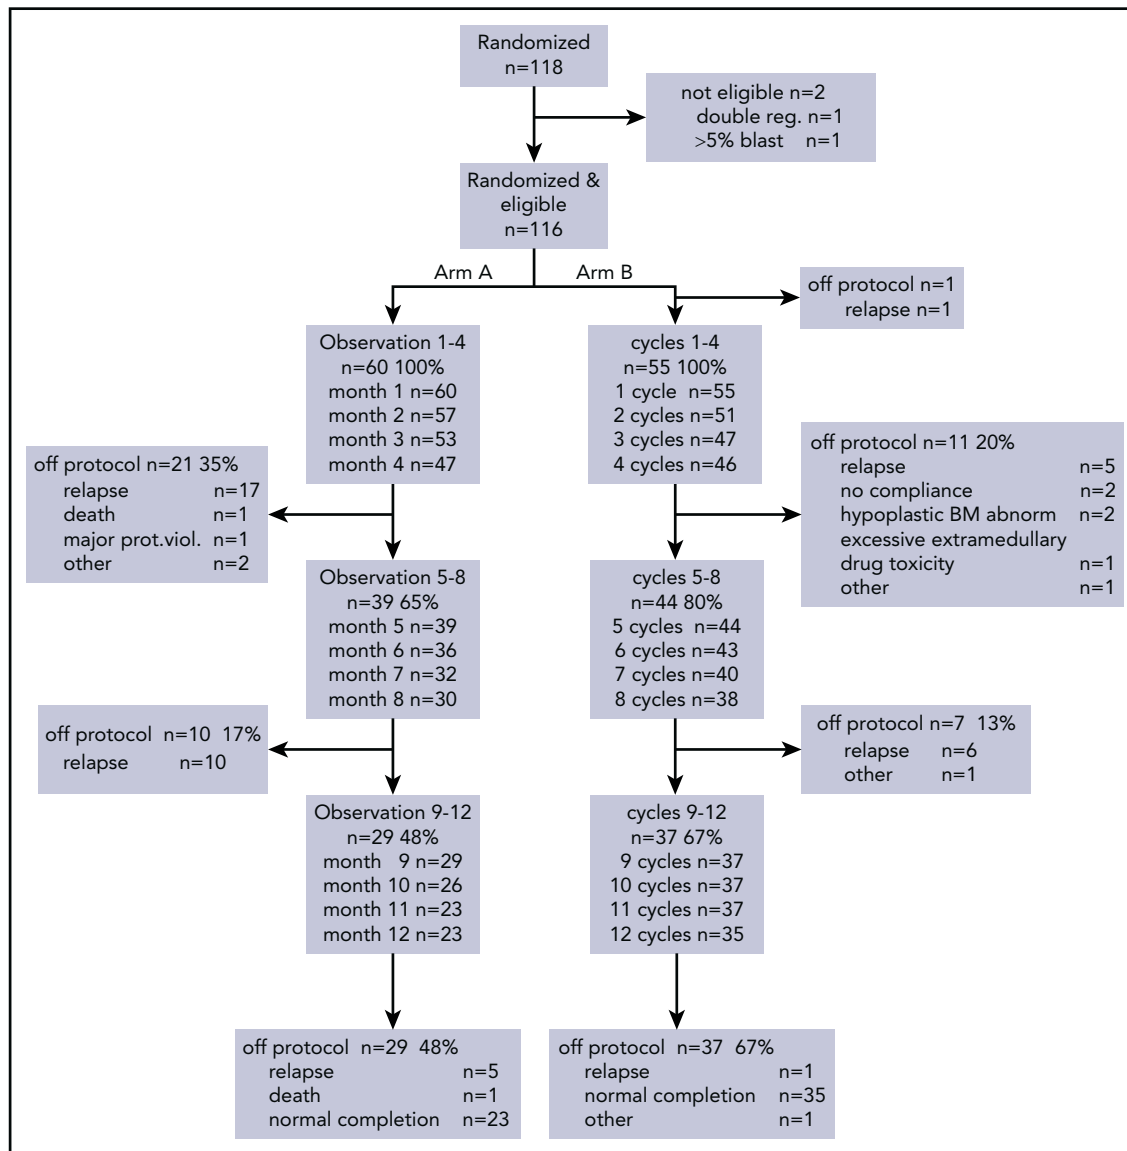 Randomized
n=118
not eligible n=2
double reg. n=1
>5% blast n=1
Randomized &
eligible
n=116
Arm A
Arm B
off protocol n=1
relapse n=1
Observation 1-4
n=60 100%
month 1 n=60
month 2 n=57
month 3 n=53
month 4 n=47
cycles 1-4
n=55 100%
1 cycle n=55
2 cycles n=51
3 cycles n=47
4 cycles n=46
off protocol n=21 35%
relapse n=17
death n=1
major prot.viol. n=1
other n=2
off protocol n=11 20%
relapse n=5
no compliance n=2
hypoplastic BM abnorm n=2
excessive extramedullary
drug toxicity n=1
other n=1
Observation 5-8
n=39 65%
month 5 n=39
month 6 n=36
month 7 n=32
month 8 n=30
cycles 5-8
n=44 80%
5 cycles n=44
6 cycles n=43
7 cycles n=40
8 cycles n=38
off protocol n=10 17%
relapse n=10
off protocol n=7 13%
relapse n=6
other n=1
Observation 9-12
n=29 48%
month 9 n=29
month 10 n=26
month 11 n=23
month 12 n=23
cycles 9-12
n=37 67%
9 cycles n=37
10 cycles n=37
11 cycles n=37
12 cycles n=35
off protocol n=29 48%
relapse n=5
death n=1
normal completion n=23
off protocol n=37 67%
relapse n=1
normal completion n=35
other n=1